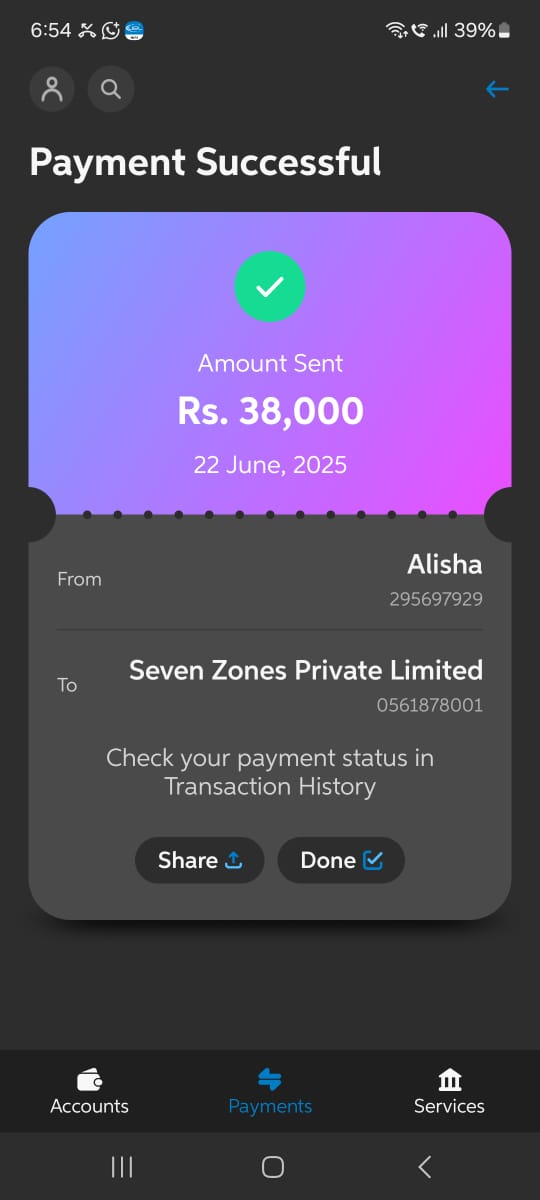 6:54
39%
Payment Successful
Amount Sent
Rs. 38,000
22 June, 2025
From
Alisha
295697929
To
Seven Zones Private Limited
0561878001
Check your payment status in
Transaction History
Share
Done
Accounts
Payments
Services